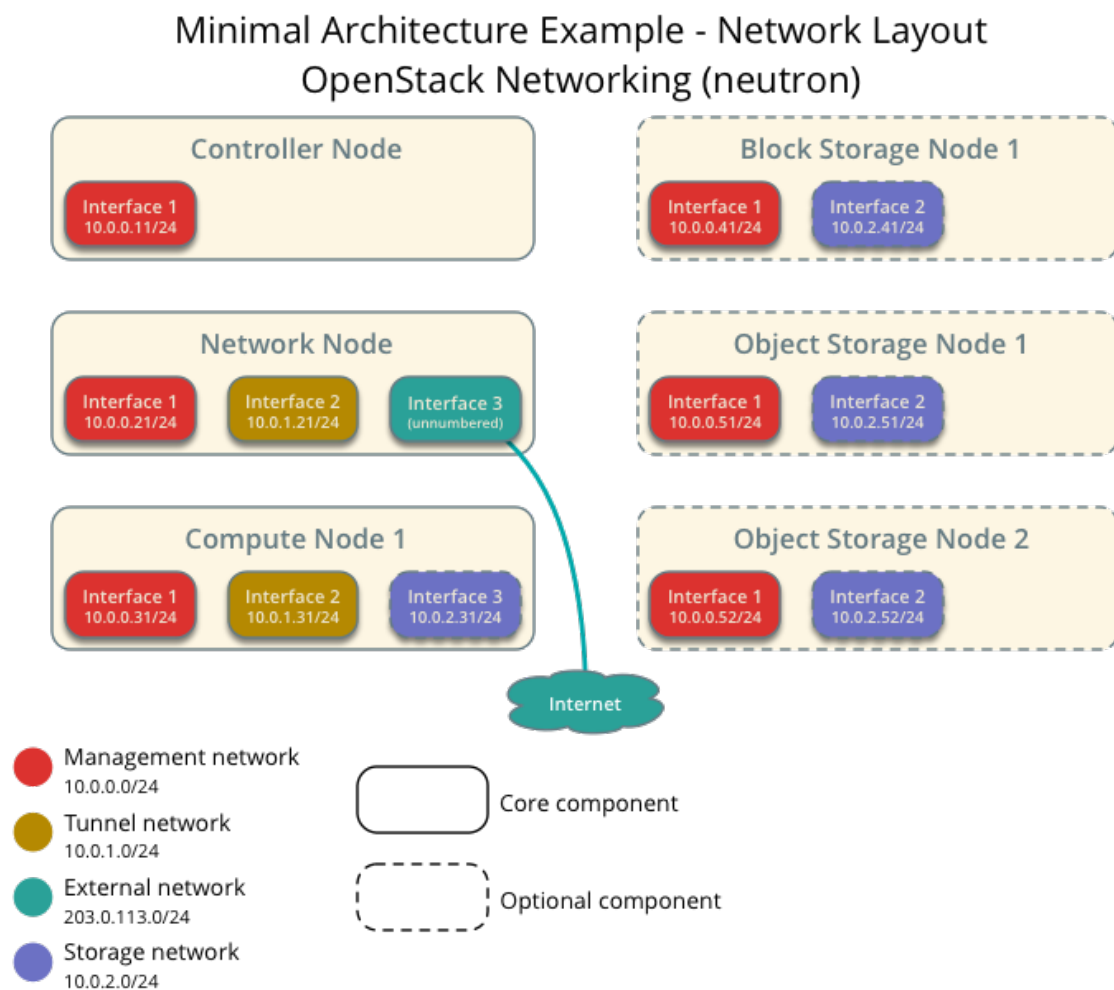 Minimal Architecture Example - Network Layout
OpenStack Networking (neutron)
Controller Node
Interface 1
10.0.0.11/24
Block Storage Node 1
Interface 1
10.0.0.41/24
Interface 2
10.0.2.41/24
Network Node
Interface 1
10.0.0.21/24
Interface 2
10.0.1.21/24
Interface 3
(unnumbered)
Object Storage Node 1
Interface 1
10.0.0.51/24
Interface 2
10.0.2.51/24
Compute Node 1
Interface 1
10.0.0.31/24
Interface 2
10.0.1.31/24
Interface 3
10.0.2.31/24
Object Storage Node 2
Interface 1
10.0.0.52/24
Interface 2
10.0.2.52/24
Internet
Management network
10.0.0.0/24
Tunnel network
10.0.1.0/24
External network
203.0.113.0/24
Storage network
10.0.2.0/24
Core component
Optional component